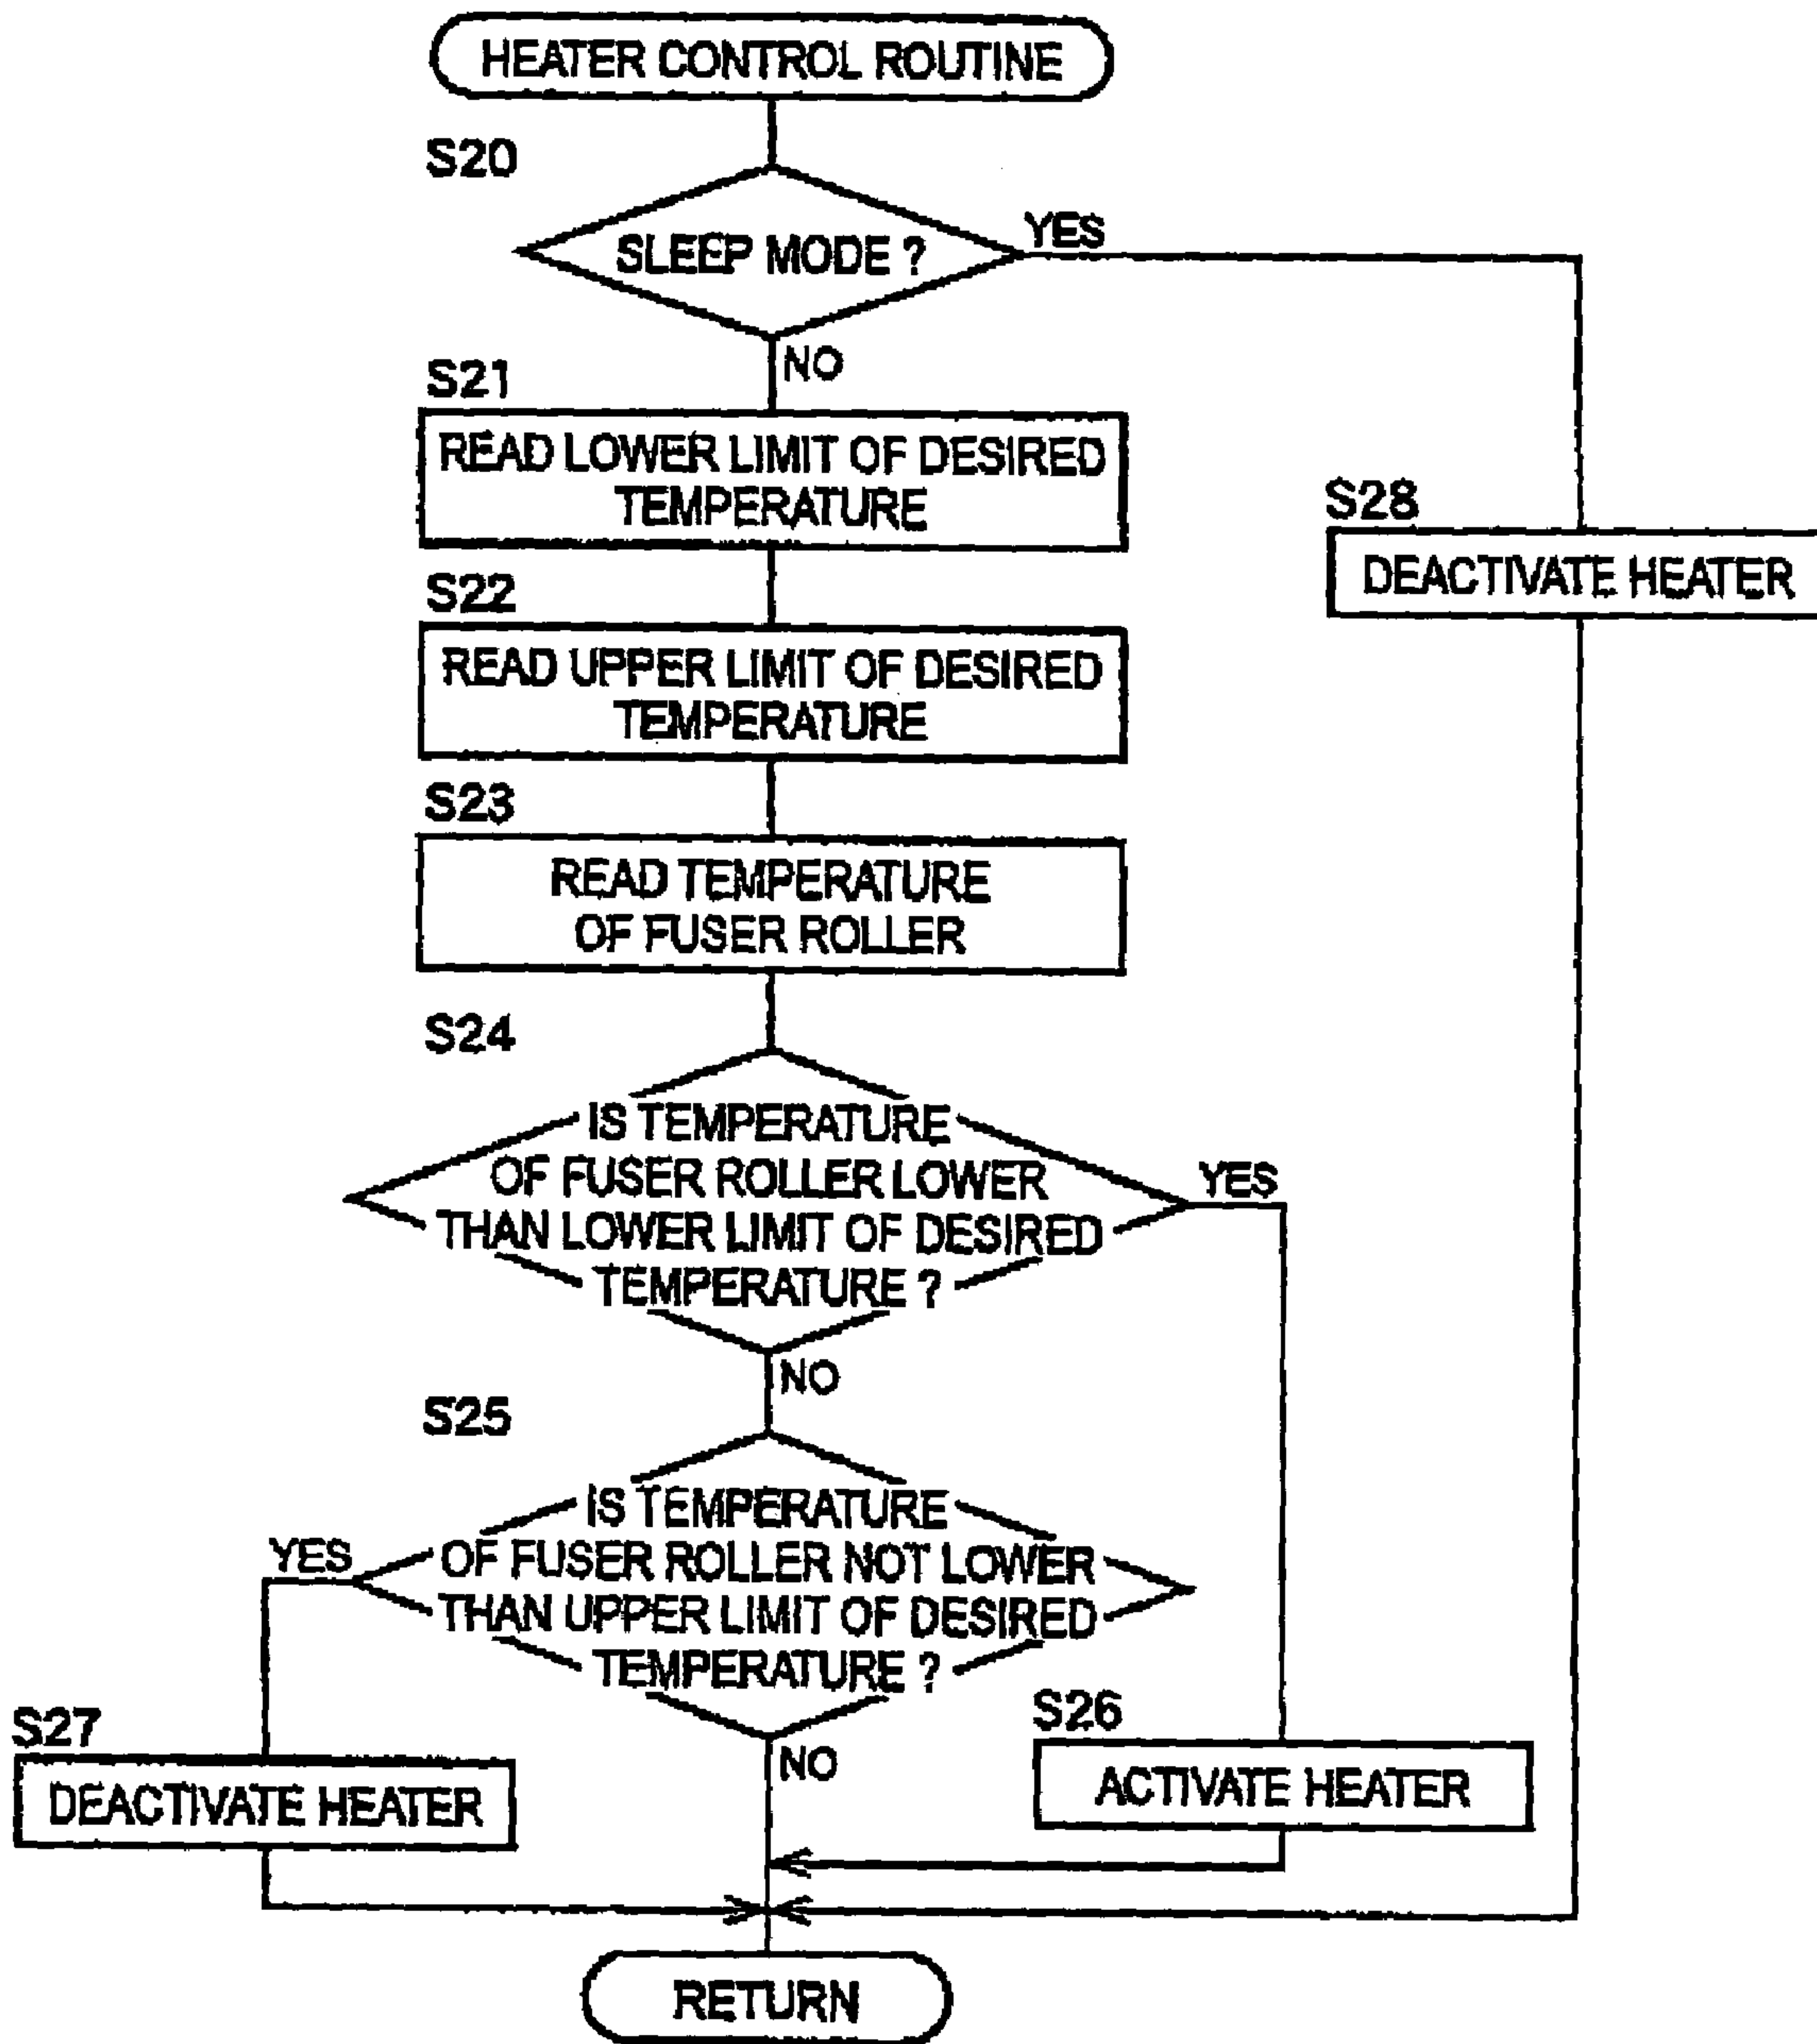 HEATER CONTROL ROUTINE
S20
SLEEP MODE ?
YES
NO
S21
READ LOWER LIMIT OF DESIRED
TEMPERATURE
S28
DEACTIVATE HEATER
S22
READ UPPER LIMIT OF DESIRED
TEMPERATURE
S23
READ TEMPERATURE
OF FUSER ROLLER
S24
IS TEMPERATURE
OF FUSER ROLLER LOWER
THAN LOWER LIMIT OF DESIRED
TEMPERATURE ?
YES
NO
S25
IS TEMPERATURE
OF FUSER ROLLER NOT LOWER
THAN UPPER LIMIT OF DESIRED
TEMPERATURE ?
YES
NO
S27
DEACTIVATE HEATER
S26
ACTIVATE HEATER
RETURN